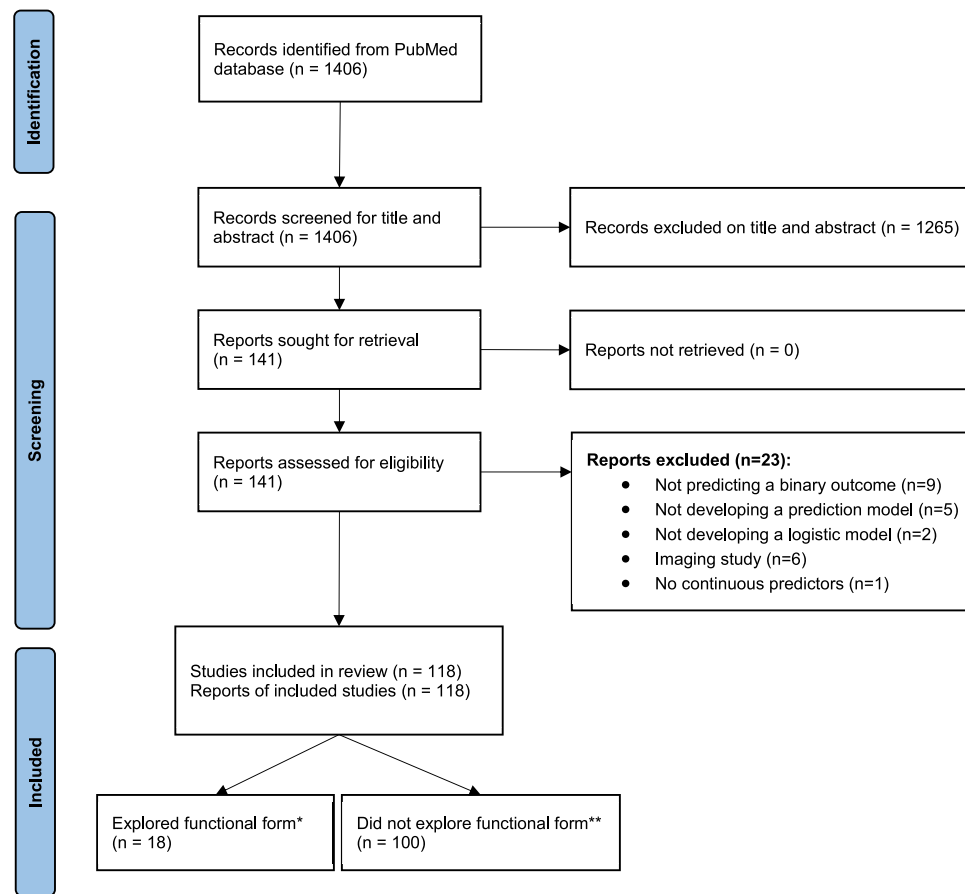 Identification
Records identified from PubMed
database (n = 1406)
Screening
Records screened for title and
abstract (n = 1406)
Records excluded on title and abstract (n = 1265)
Reports sought for retrieval
(n = 141)
Reports not retrieved (n = 0)
Reports assessed for eligibility
(n = 141)
Reports excluded (n=23):
● Not predicting a binary outcome (n=9)
● Not developing a prediction model (n=5)
● Not developing a logistic model (n=2)
● Imaging study (n=6)
● No continuous predictors (n=1)
Included
Studies included in review (n = 118)
Reports of included studies (n = 118)
Explored functional form*
(n = 18)
Did not explore functional form**
(n = 100)